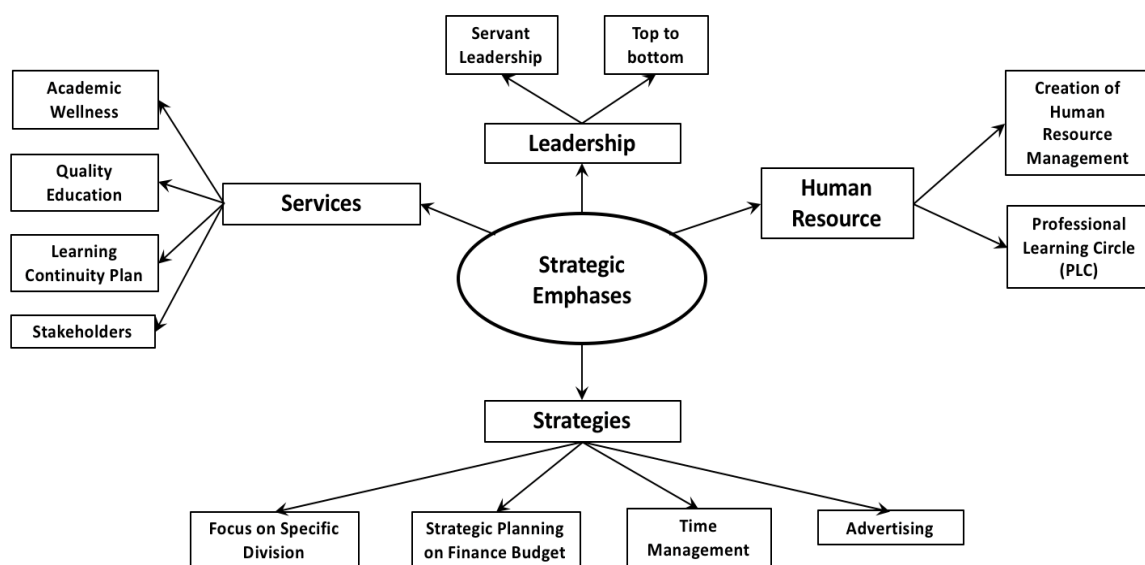 Servant
Leadership
Top to
bottom
Leadership
Academic
Wellness
Quality
Education
Learning
Continuity Plan
Stakeholders
Services
Strategic
Emphases
Human
Resource
Creation of
Human
Resource
Management
Professional
Learning Circle
(PLC)
Strategies
Focus on Specific
Division
Strategic Planning
on Finance Budget
Time
Management
Advertising